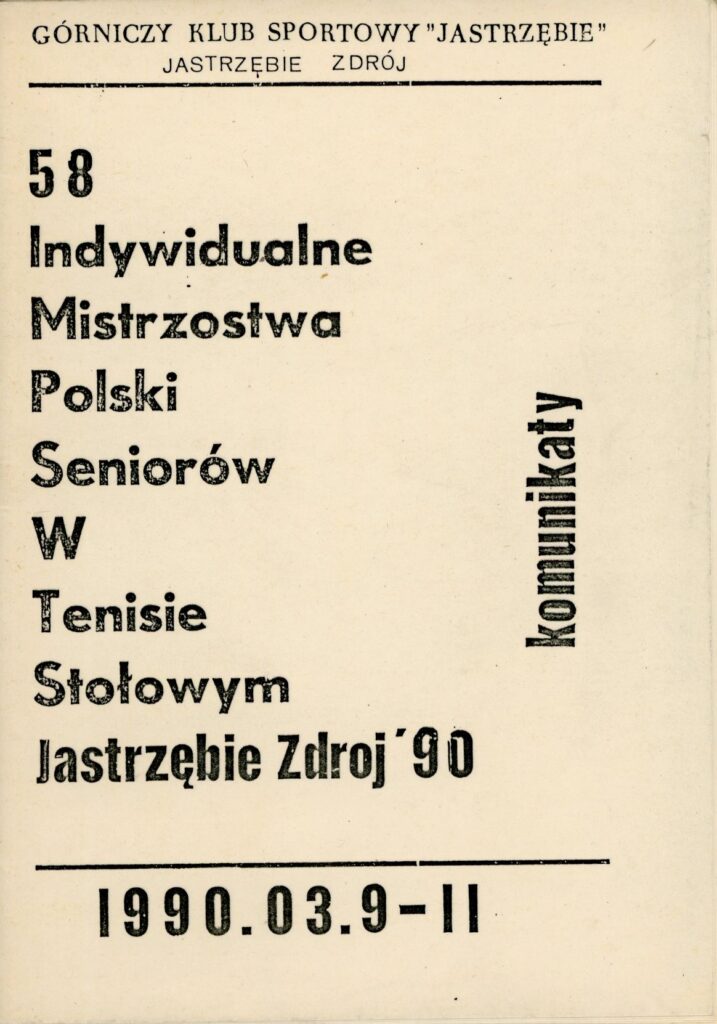 GÓRNICZY KLUB SPORTOWY "JASTRZĘBIE"
JASTRZĘBIE ZDRÓJ
58
Indywidualne
Mistrzostwa
Polski
Seniorów
W
Tenisie
Stołowym
Jastrzębie Zdroj ´90
komunikaty
1990.03.9-11